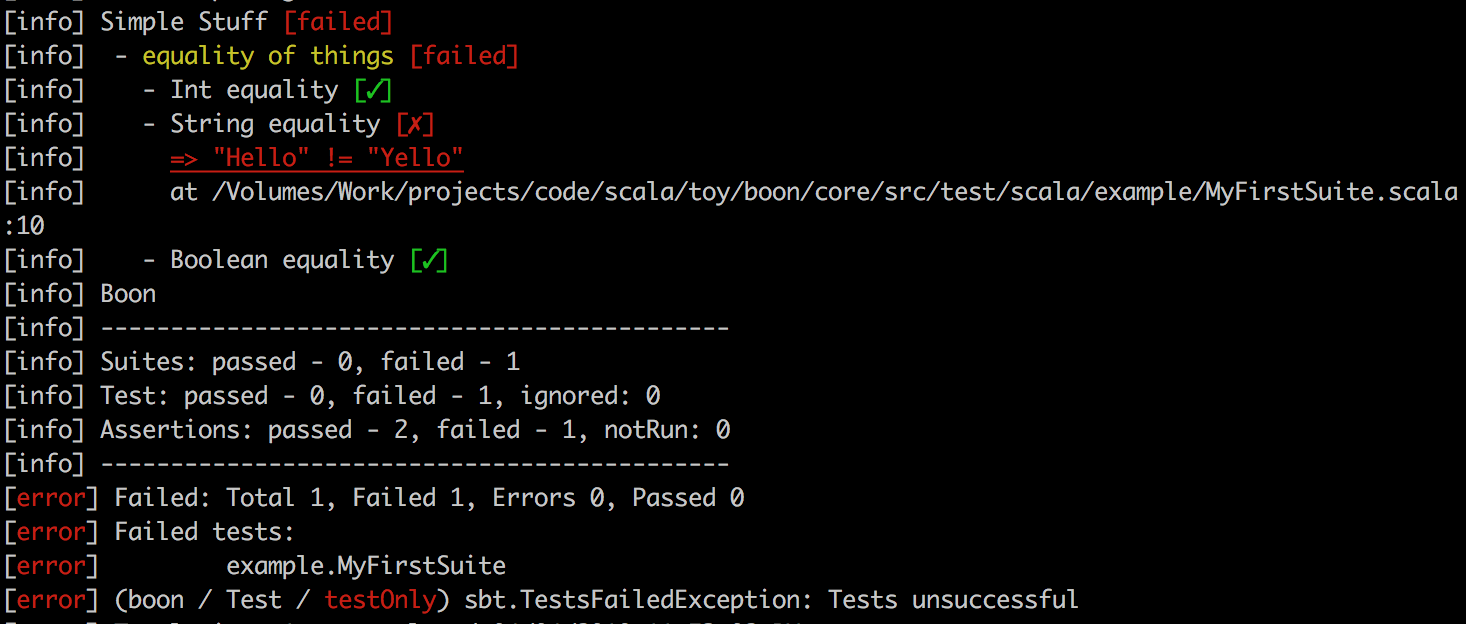 [info] Simple Stuff [failed]
[info]  - equality of things [failed]
[info]    - Int equality [✓]
[info]    - String equality [✗]
[info]      => "Hello" != "Yello"
[info]      at /Volumes/Work/projects/code/scala/toy/boon/core/src/test/scala/example/MyFirstSuite.scala
:10
[info]    - Boolean equality [✓]
[info] Boon
[info] ---------------------------------------------
[info] Suites: passed - 0, failed - 1
[info] Test: passed - 0, failed - 1, ignored: 0
[info] Assertions: passed - 2, failed - 1, notRun: 0
[info] ---------------------------------------------
[error] Failed: Total 1, Failed 1, Errors 0, Passed 0
[error] Failed tests:
[error]         example.MyFirstSuite
[error] (boon / Test / testOnly) sbt.TestsFailedException: Tests unsuccessful